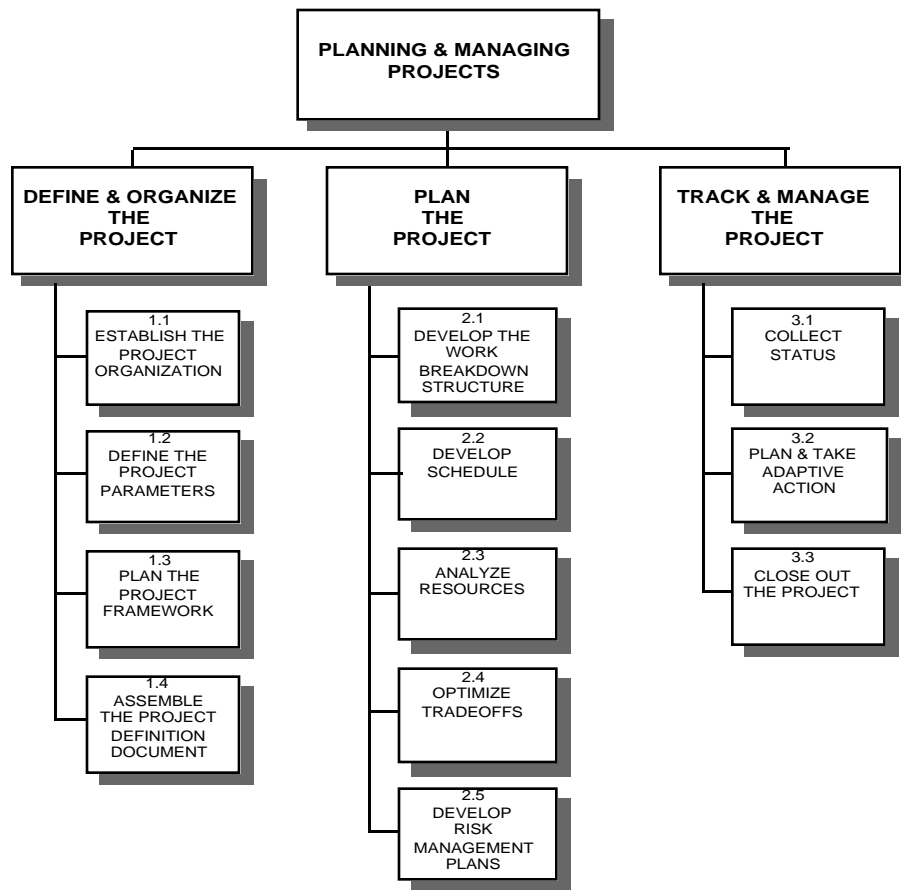 PLANNING & MANAGING
PROJECTS
DEFINE & ORGANIZE
THE
PROJECT
1.1
ESTABLISH THE
PROJECT
ORGANIZATION
1.2
DEFINE THE
PROJECT
PARAMETERS
1.3
PLAN THE
PROJECT
FRAMEWORK
1.4
ASSEMBLE
THE PROJECT
DEFINITION
DOCUMENT
PLAN
THE
PROJECT
2.1
DEVELOP THE
WORK
BREAKDOWN
STRUCTURE
2.2
DEVELOP
SCHEDULE
2.3
ANALYZE
RESOURCES
2.4
OPTIMIZE
TRADEOFFS
2.5
DEVELOP
RISK
MANAGEMENT
PLANS
TRACK & MANAGE
THE
PROJECT
3.1
COLLECT
STATUS
3.2
PLAN & TAKE
ADAPTIVE
ACTION
3.3
CLOSE OUT
THE PROJECT